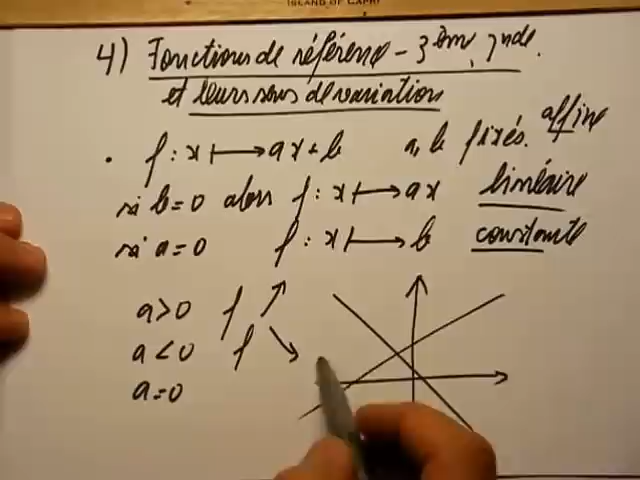 ISLAND OF CAPRI
4) Fonctions de référence - 3ème, 2nde.
et leurs sens de variation
. f : x ⟼ ax + b a, b fixés. affine
si b = 0 alors f : x ⟼ ax linéaire
si a = 0 f : x ⟼ b constante
a > 0 f ↗
a < 0 f ↘
a = 0